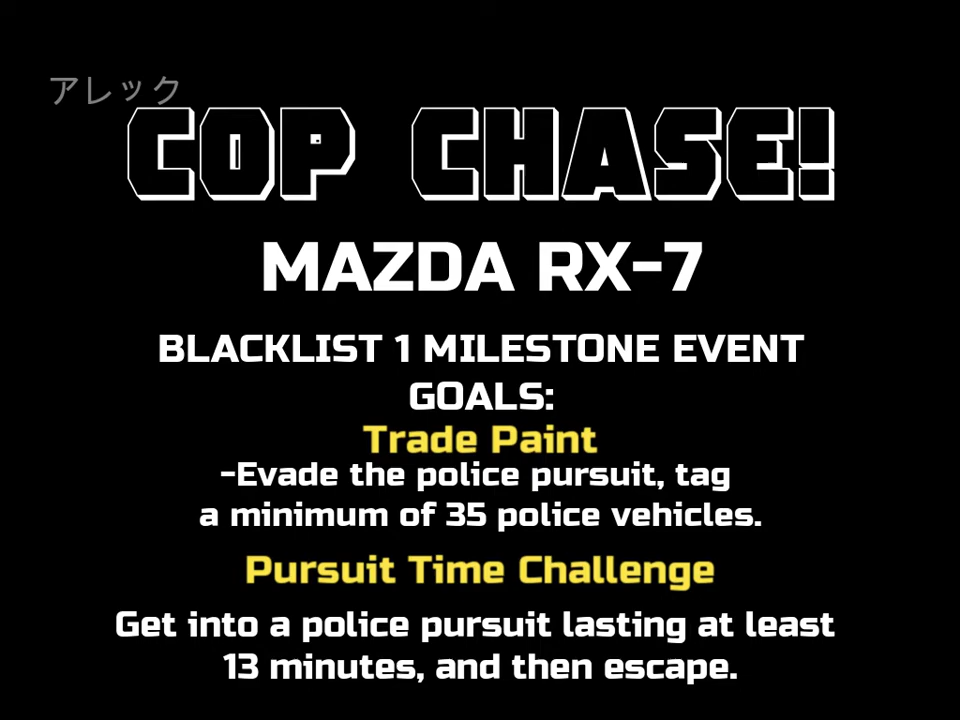 アレック
COP CHASE!
MAZDA RX-7
BLACKLIST 1 MILESTONE EVENT
GOALS:
Trade Paint
-Evade the police pursuit, tag
a minimum of 35 police vehicles.
Pursuit Time Challenge
Get into a police pursuit lasting at least
13 minutes, and then escape.